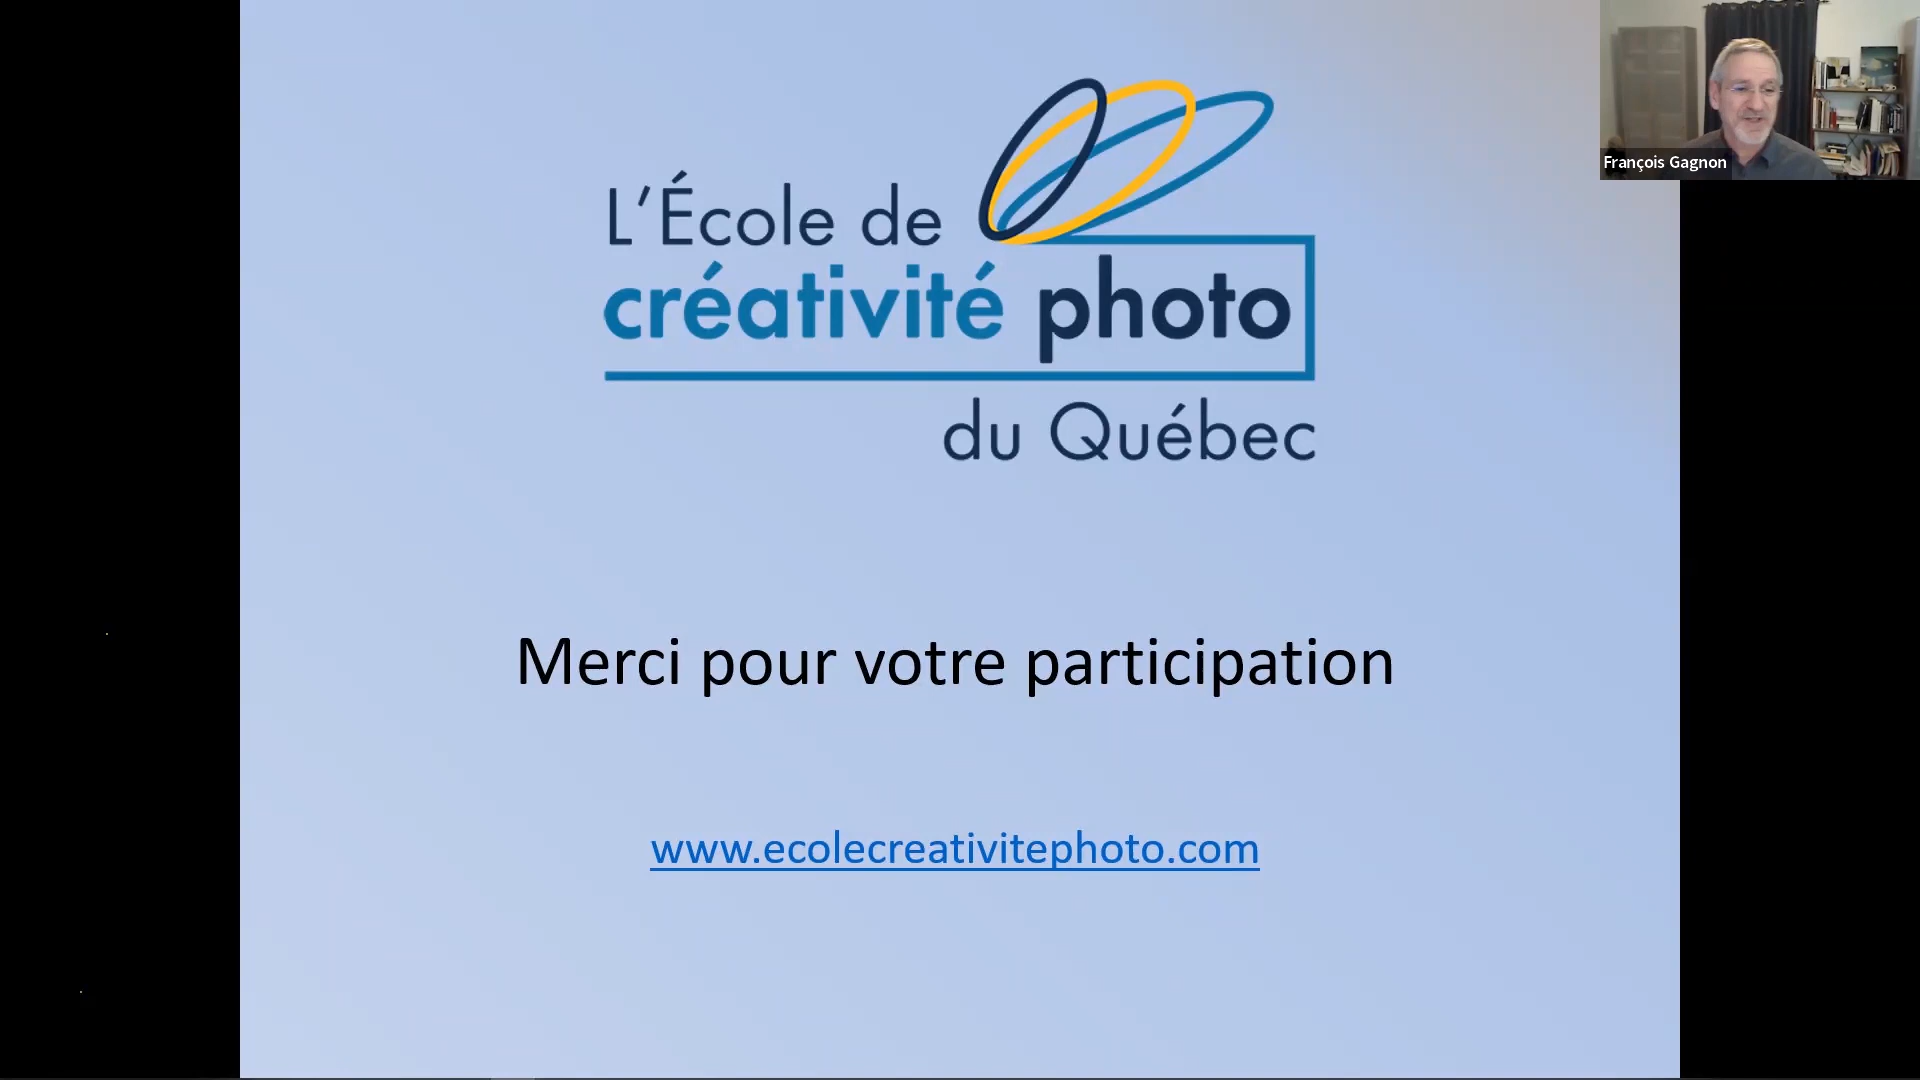 L'École de
créativité photo
du Québec
Merci pour votre participation
www.ecolecreativitephoto.com
François Gagnon